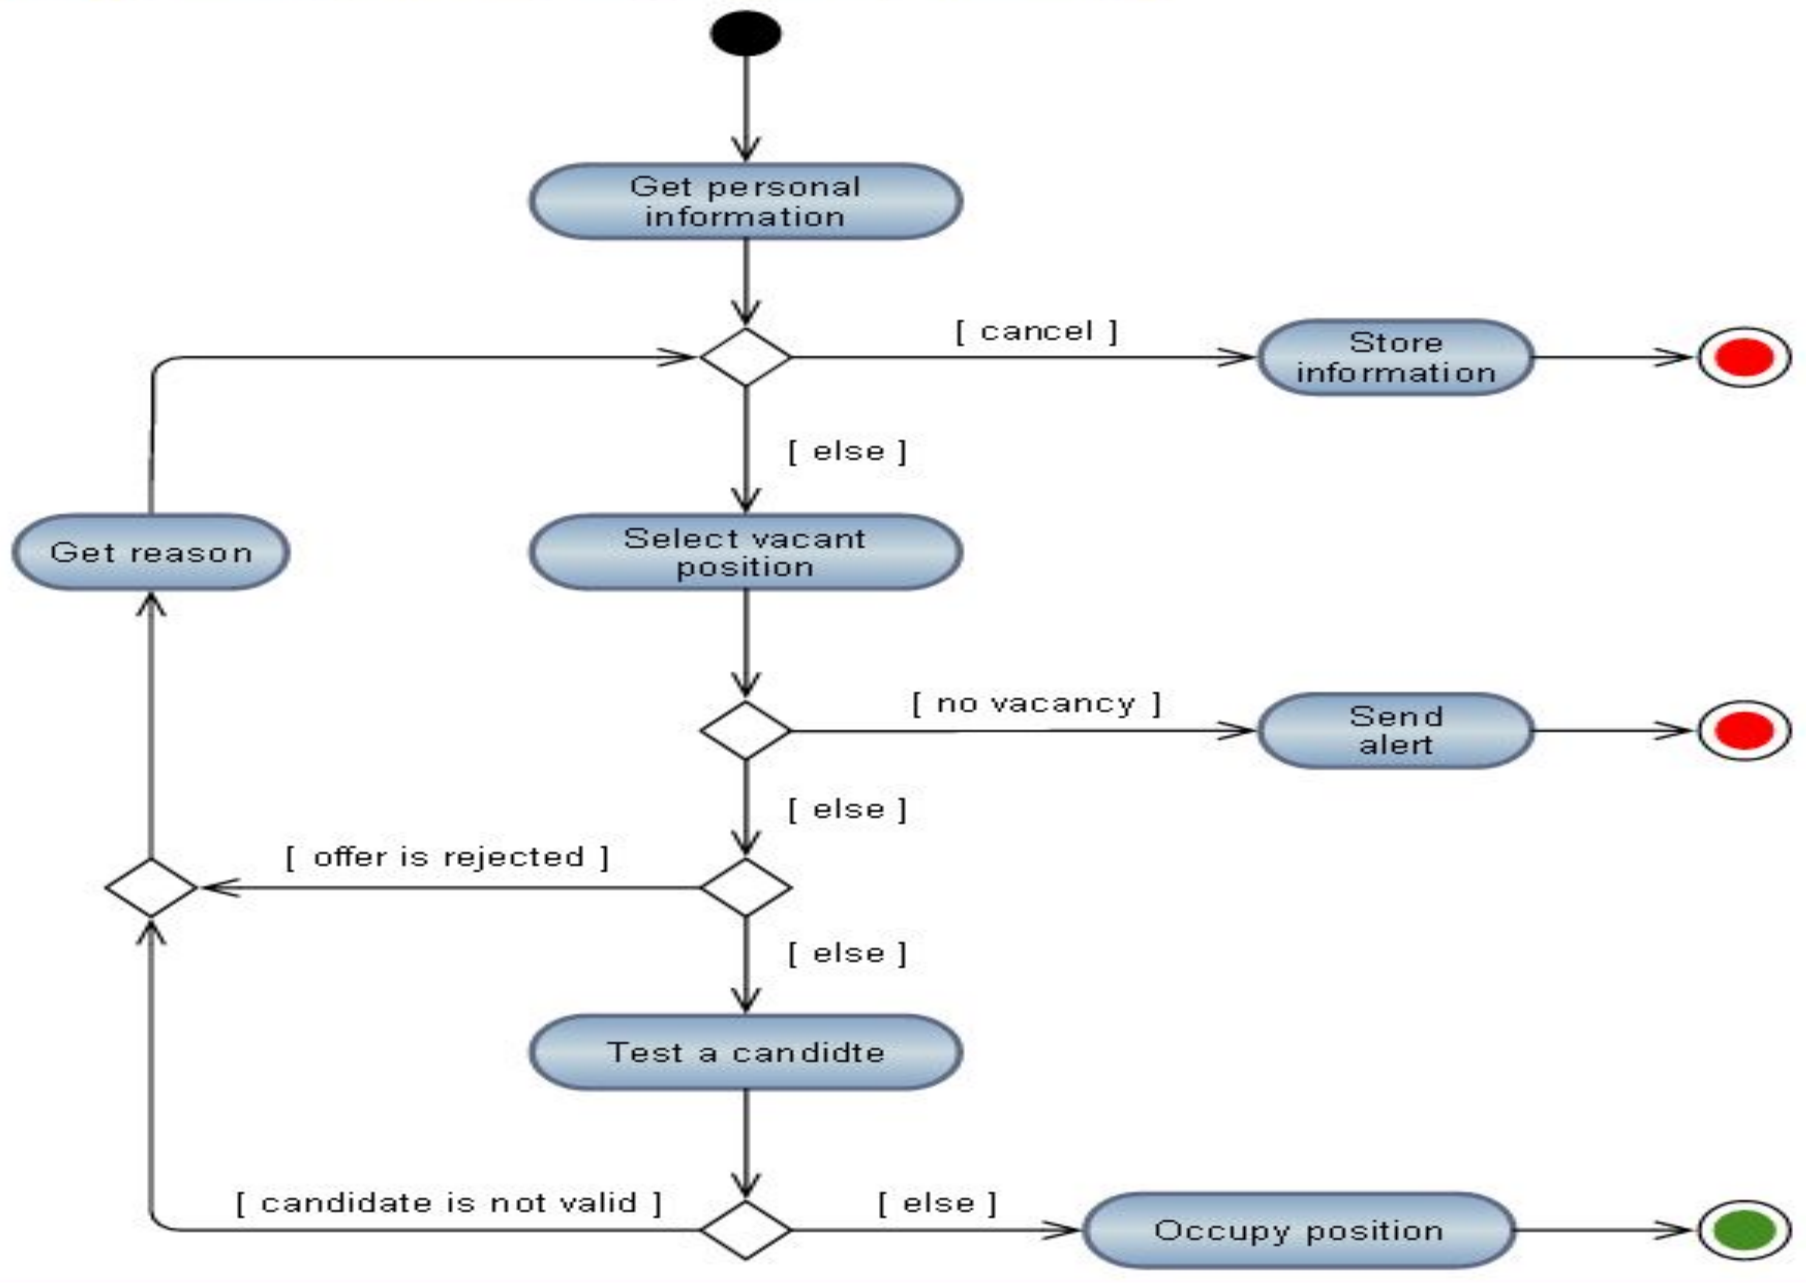 Get personal
information
[ cancel ]
Store
information
[ else ]
Get reason
Select vacant
position
[ no vacancy ]
Send
alert
[ else ]
[ offer is rejected ]
[ else ]
Test a candidte
[ candidate is not valid ]
[ else ]
Occupy position